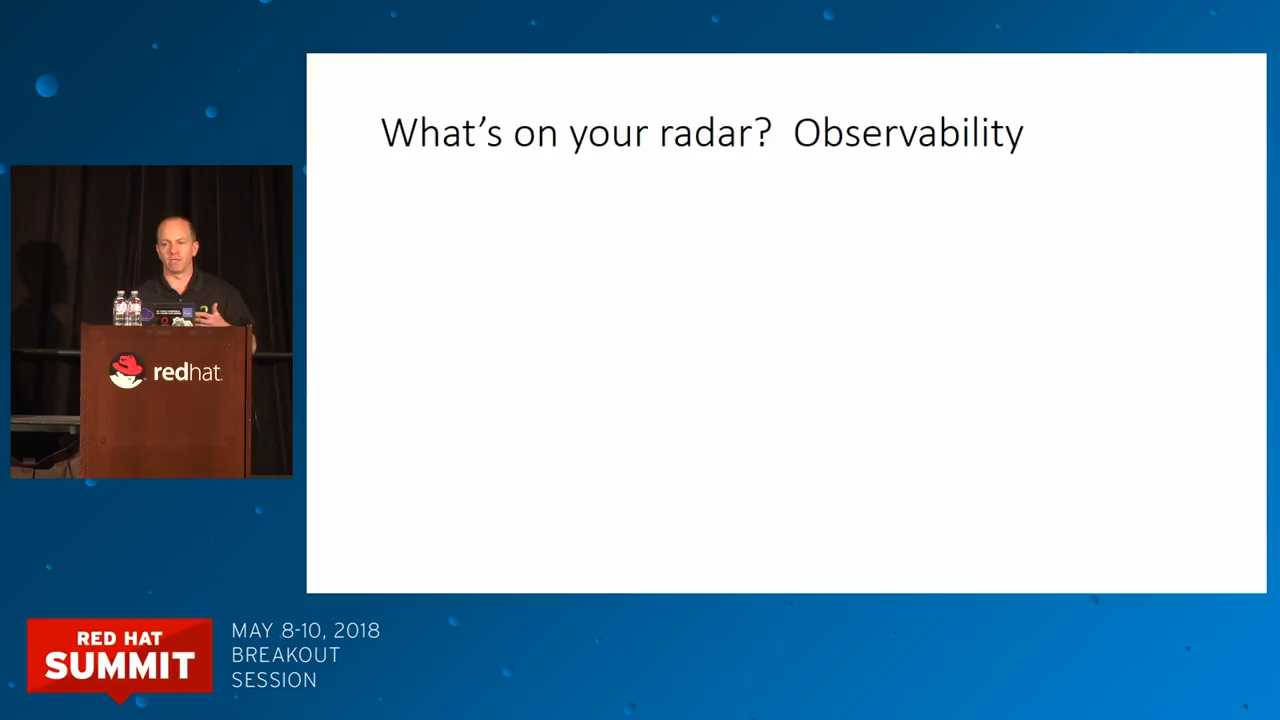 What's on your radar?  Observability
redhat.
RED HAT
SUMMIT
MAY 8-10, 2018
BREAKOUT
SESSION